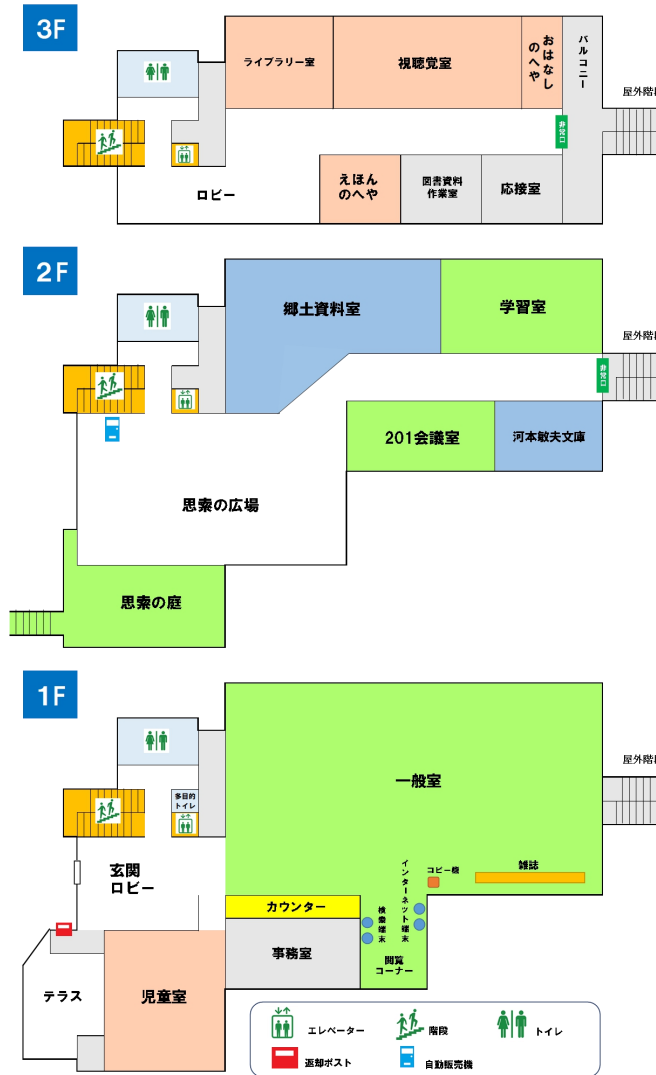 3F
ライブラリー室
視聴覚室
おはなし
のへや
バルコニー
屋外階段
非常口
ロビー
えほん
のへや
図書資料
作業室
応接室
2F
郷土資料室
学習室
屋外階段
非常口
201会議室
河本敏夫文庫
思索の広場
思索の庭
1F
一般室
屋外階段
多目的
トイレ
玄関
ロビー
インターネット端末
コピー機
雑誌
カウンター
検索端末
事務室
閲覧
コーナー
テラス
児童室
エレベーター
階段
トイレ
返却ポスト
自動販売機